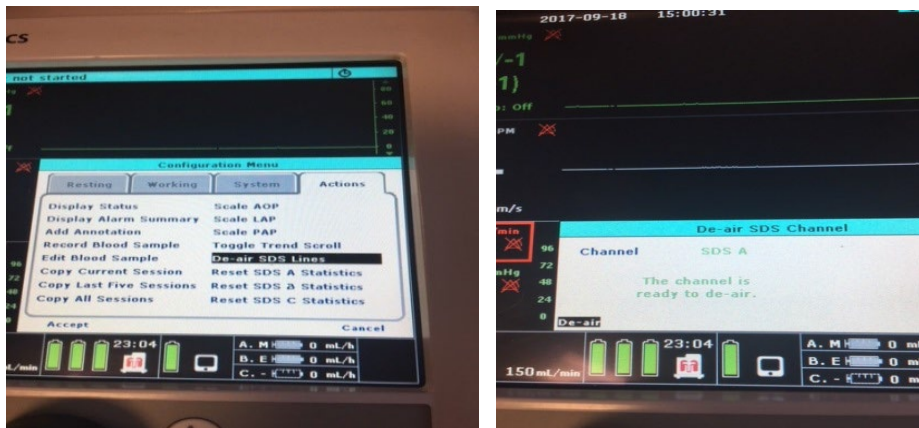 CS
not started
60
60
40
20
0
Configuration Menu
Resting Working System Actions
Display Status Scale AOP
Display Alarm Summary Scale LAP
Add Annotation Scale PAP
Record Blood Sample Toggle Trend Scroll
Edit Blood Sample De-air SDS Lines
Copy Current Session Reset SDS A Statistics
Copy Last Five Sessions Reset SDS B Statistics
Copy All Sessions Reset SDS C Statistics
Accept Cancel
96
72
24
0
23:04
L/min
A. M 0 mL/h
B. E 0 mL/h
C. - 0 mL/h
2017-09-18 15:00:31
mmHg
/-1
1)
: Off
PM
m/s
/min
mHg
96
72
48
24
0
De-air SDS Channel
Channel SDS A
The channel is
ready to de-air.
De-air
23:04
150 mL/min
A. M 0 m
B. E 0 m
C. - 0 m